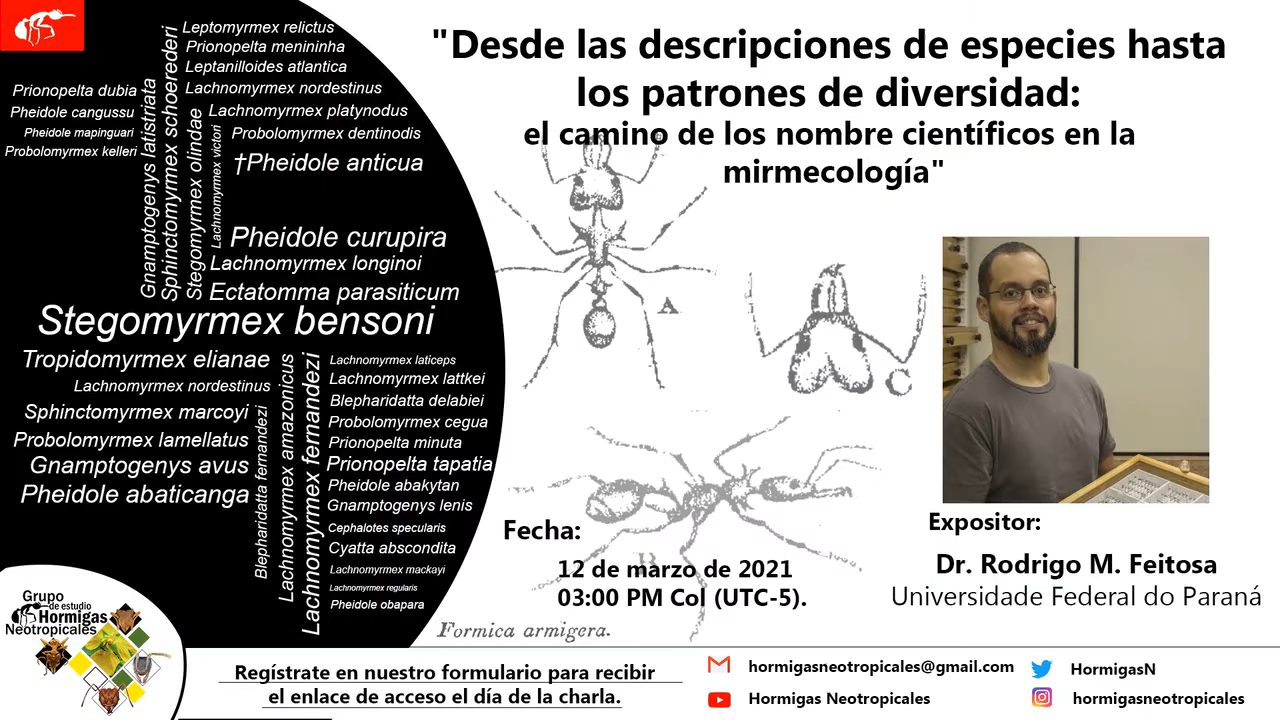 "Desde las descripciones de especies hasta
los patrones de diversidad:
el camino de los nombre científicos en la
mirmecología"
Leptomyrmex relictus
Prionopelta menininha
Leptanilloides atlantica
Lachnomyrmex nordestinus
Lachnomyrmex platynodus
Probolomyrmex dentinodis
†Pheidole anticua
Prionopelta dubia
Pheidole cangussu
Pheidole mapinguari
Probolomyrmex kelleri
Gnamptogenys latistriata
Sphinctomyrmex schoerederi
Stegomyrmex olindae
Lachnomyrmex victori
Pheidole curupira
Lachnomyrmex longinoi
Ectatomma parasiticum
Stegomyrmex bensoni
Tropidomyrmex elianae
Lachnomyrmex nordestinus
Sphinctomyrmex marcoyi
Probolomyrmex lamellatus
Gnamptogenys avus
Pheidole abaticanga
Blepharidatta fernandezi
Lachnomyrmex amazonicus
Lachnomyrmex fernandezi
Lachnomyrmex laticeps
Lachnomyrmex lattkei
Blepharidatta delabiei
Probolomyrmex cegua
Prionopelta minuta
Prionopelta tapatia
Pheidole abakytan
Gnamptogenys lenis
Cephalotes specularis
Cyatta abscondita
Lachnomyrmex mackayi
Lachnomyrmex regularis
Pheidole obapara
A
C
B
Formica armigera.
Fecha:
12 de marzo de 2021
03:00 PM Col (UTC-5).
Expositor:
Dr. Rodrigo M. Feitosa
Universidade Federal do Paraná
Grupo
de estudio
Hormigas
Neotropicales
Regístrate en nuestro formulario para recibir
el enlace de acceso el día de la charla.
hormigasneotropicales@gmail.com
HormigasN
Hormigas Neotropicales
hormigasneotropicales